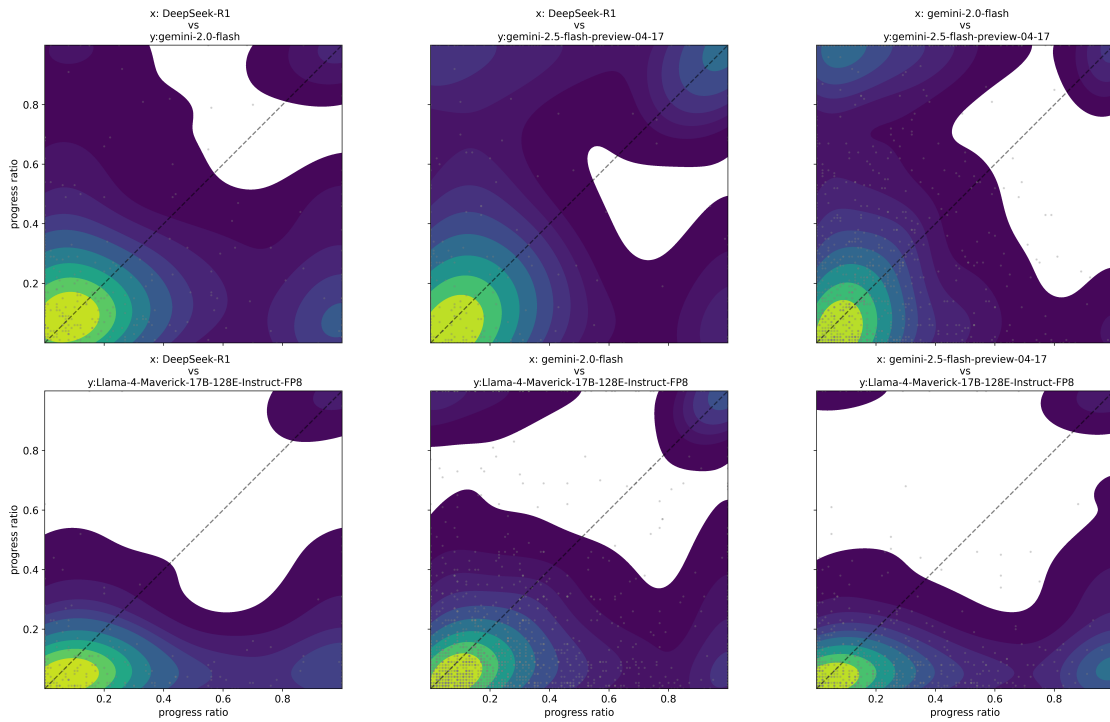 x: DeepSeek-R1
vs
y:gemini-2.0-flash
x: DeepSeek-R1
vs
y:gemini-2.5-flash-preview-04-17
x: gemini-2.0-flash
vs
y:gemini-2.5-flash-preview-04-17
progress ratio
0.8
0.6
0.4
0.2
x: DeepSeek-R1
vs
y:Llama-4-Maverick-17B-128E-Instruct-FP8
x: gemini-2.0-flash
vs
y:Llama-4-Maverick-17B-128E-Instruct-FP8
x: gemini-2.5-flash-preview-04-17
vs
y:Llama-4-Maverick-17B-128E-Instruct-FP8
progress ratio
0.8
0.6
0.4
0.2
0.2 0.4 0.6 0.8
progress ratio
0.2 0.4 0.6 0.8
progress ratio
0.2 0.4 0.6 0.8
progress ratio